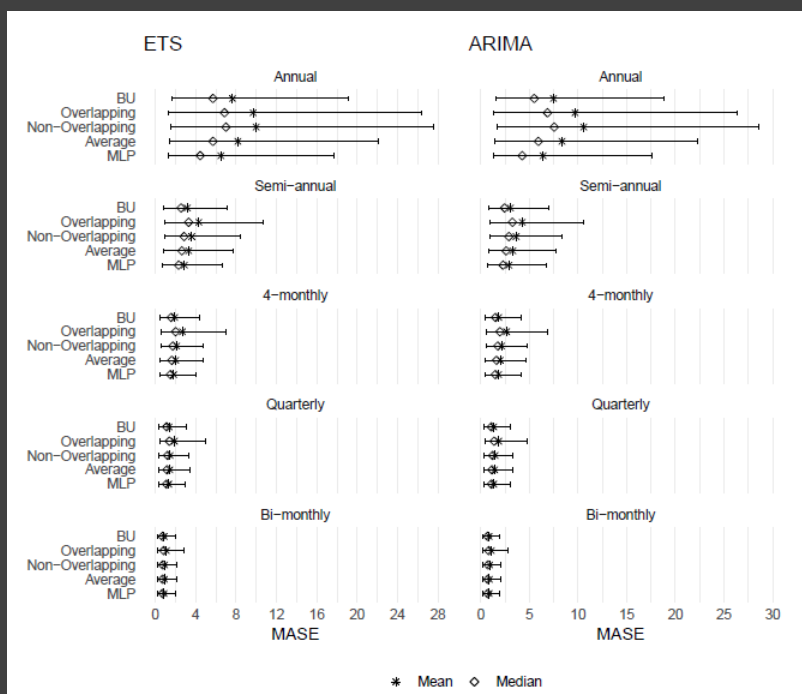 ETS ARIMA
Annual Annual
BU
Overlapping
Non−Overlapping
Average
MLP
Semi−annual Semi−annual
BU
Overlapping
Non−Overlapping
Average
MLP
4−monthly 4−monthly
BU
Overlapping
Non−Overlapping
Average
MLP
Quarterly Quarterly
BU
Overlapping
Non−Overlapping
Average
MLP
Bi−monthly Bi−monthly
BU
Overlapping
Non−Overlapping
Average
MLP
0 4 8 12 16 20 24 28 0 5 10 15 20 25 30
MASE MASE
Mean Median